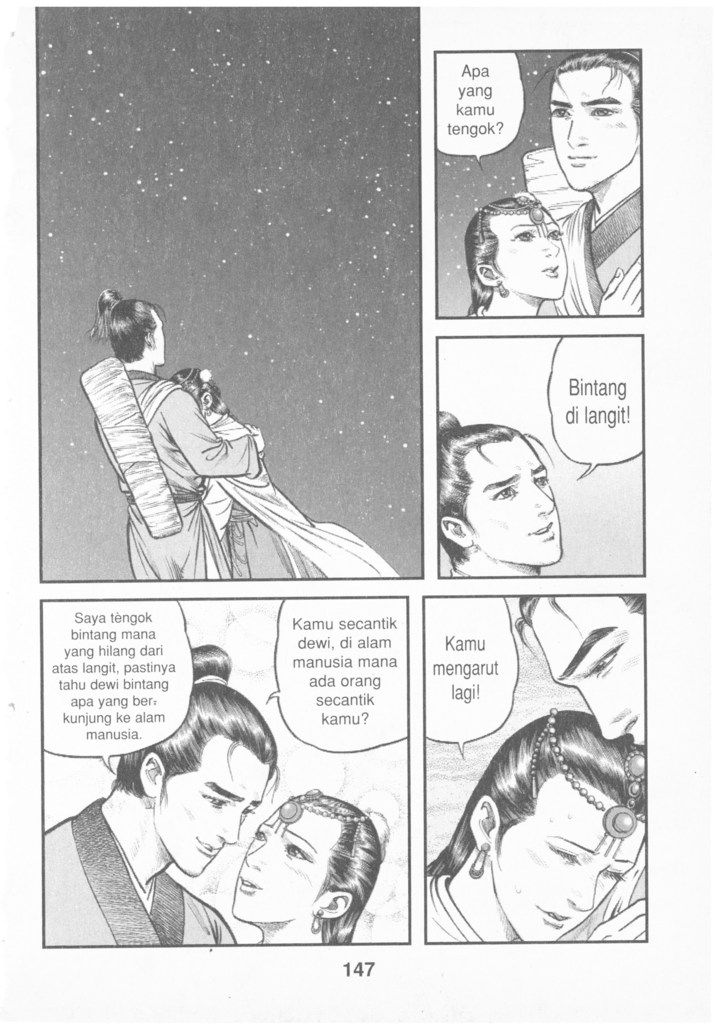 Apa
yang
kamu
tengok?
Bintang
di langit!
Saya tèngok
bintang mana
yang hilang dari
atas langit, pastinya
tahu dewi bintang
apa yang ber-
kunjung ke alam
manusia.
Kamu secantik
dewi, di alam
manusia mana
ada orang
secantik
kamu?
Kamu
mengarut
lagi!
147